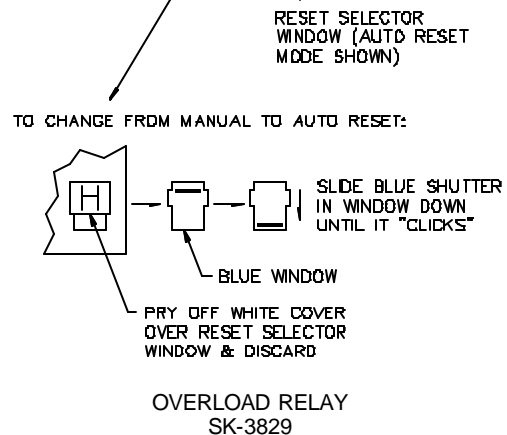 RESET SELECTOR
WINDOW (AUTO RESET
MODE SHOWN)
TO CHANGE FROM MANUAL TO AUTO RESET:
H
SLIDE BLUE SHUTTER
IN WINDOW DOWN
UNTIL IT "CLICKS"
BLUE WINDOW
PRY OFF WHITE COVER
OVER RESET SELECTOR
WINDOW & DISCARD
OVERLOAD RELAY
SK-3829